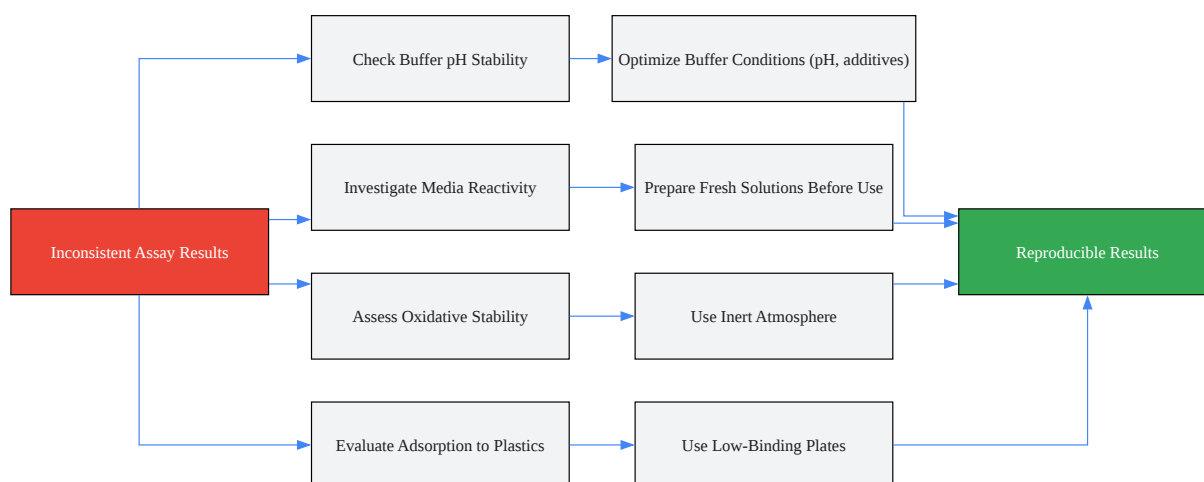 Check Buffer pH Stability
Optimize Buffer Conditions (pH, additives)
Investigate Media Reactivity
Prepare Fresh Solutions Before Use
Inconsistent Assay Results
Reproducible Results
Assess Oxidative Stability
Use Inert Atmosphere
Evaluate Adsorption to Plastics
Use Low-Binding Plates